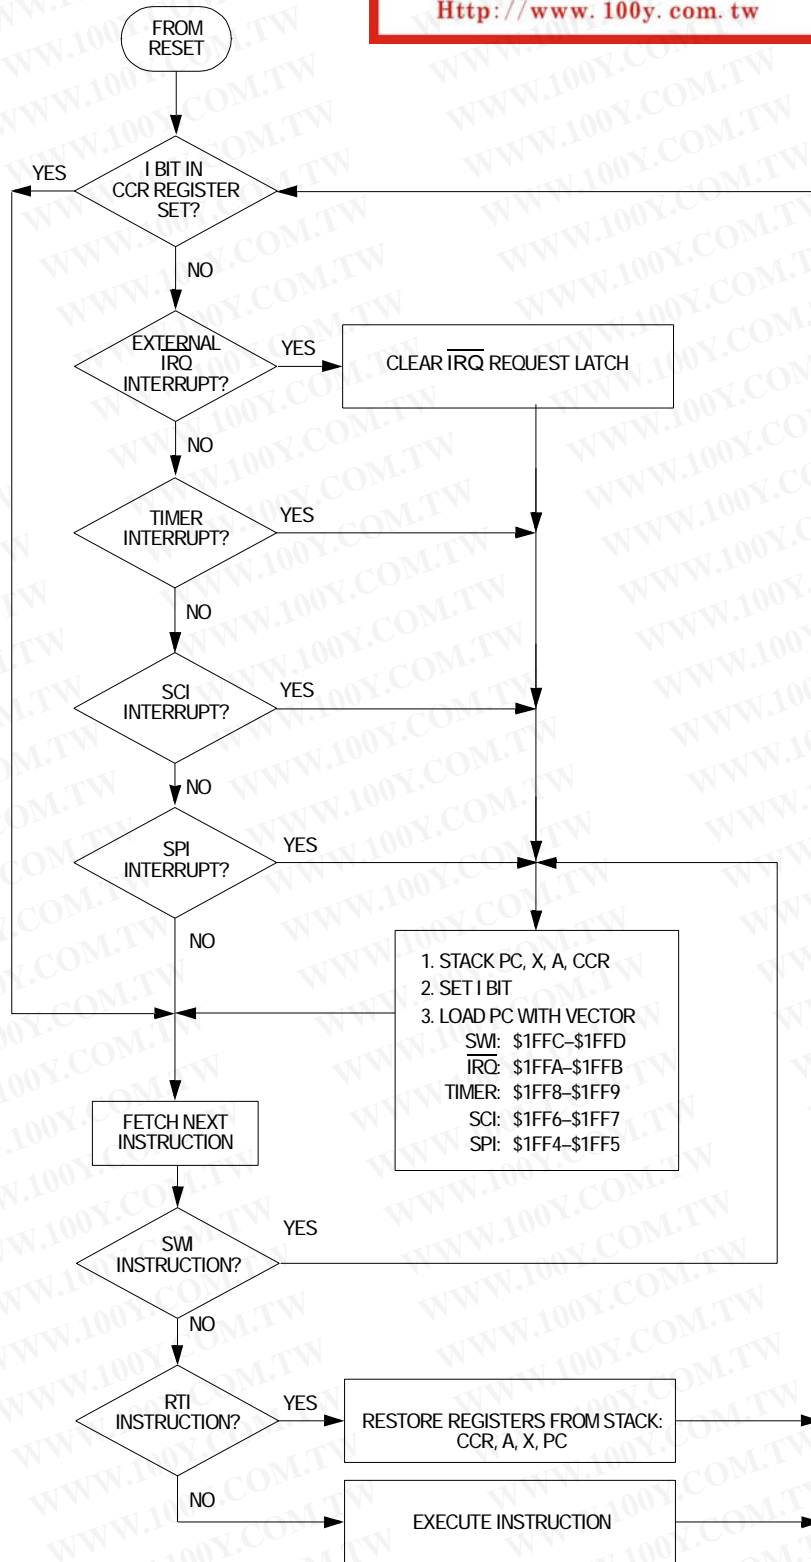 Http://www.100y.com.tw
FROM
RESET
YES
I BIT IN
CCR REGISTER
SET?
NO
EXTERNAL
IRQ
INTERRUPT?
YES
CLEAR IRQ REQUEST LATCH
NO
TIMER
INTERRUPT?
YES
NO
SCI
INTERRUPT?
YES
NO
SPI
INTERRUPT?
YES
NO
1. STACK PC, X, A, CCR
2. SET I BIT
3. LOAD PC WITH VECTOR
SWI: $1FFC–$1FFD
IRQ: $1FFA–$1FFB
TIMER: $1FF8–$1FF9
SCI: $1FF6–$1FF7
SPI: $1FF4–$1FF5
FETCH NEXT
INSTRUCTION
SWI
INSTRUCTION?
YES
NO
RTI
INSTRUCTION?
YES
RESTORE REGISTERS FROM STACK:
CCR, A, X, PC
NO
EXECUTE INSTRUCTION
WWW.100Y.COM.TW